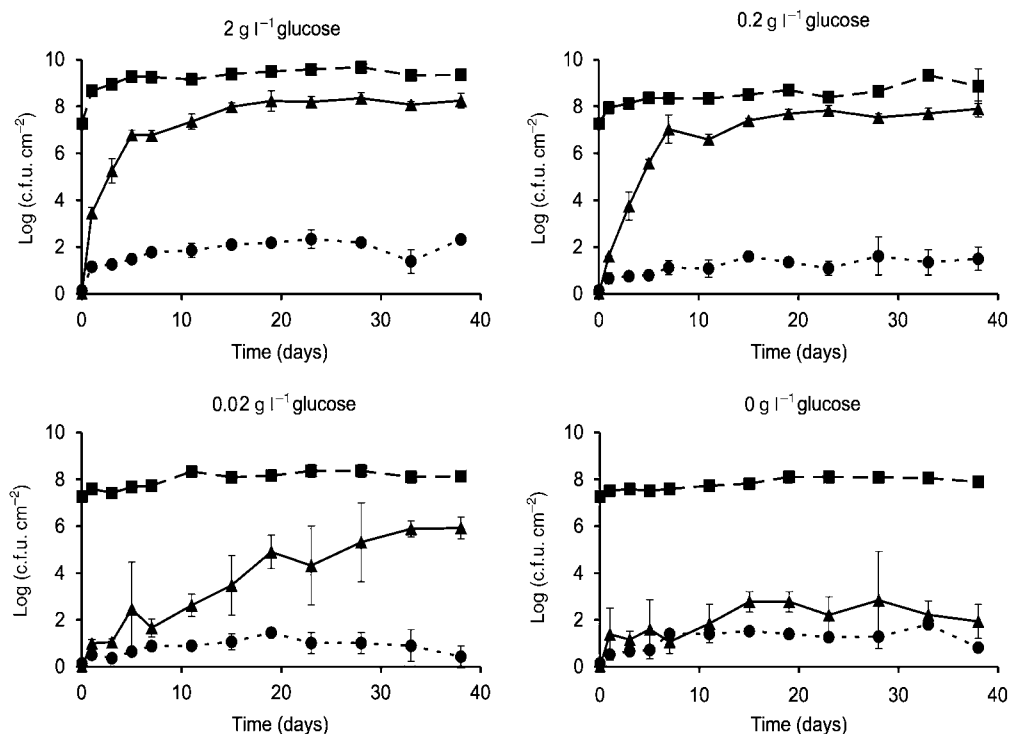 2 g l⁻¹ glucose
Log (c.f.u. cm⁻²)
10
8
6
4
2
0
0 10 20 30 40
Time (days)
0.2 g l⁻¹ glucose
Log (c.f.u. cm⁻²)
10
8
6
4
2
0
0 10 20 30 40
Time (days)
0.02 g l⁻¹ glucose
Log (c.f.u. cm⁻²)
10
8
6
4
2
0
0 10 20 30 40
Time (days)
0 g l⁻¹ glucose
Log (c.f.u. cm⁻²)
10
8
6
4
2
0
0 10 20 30 40
Time (days)